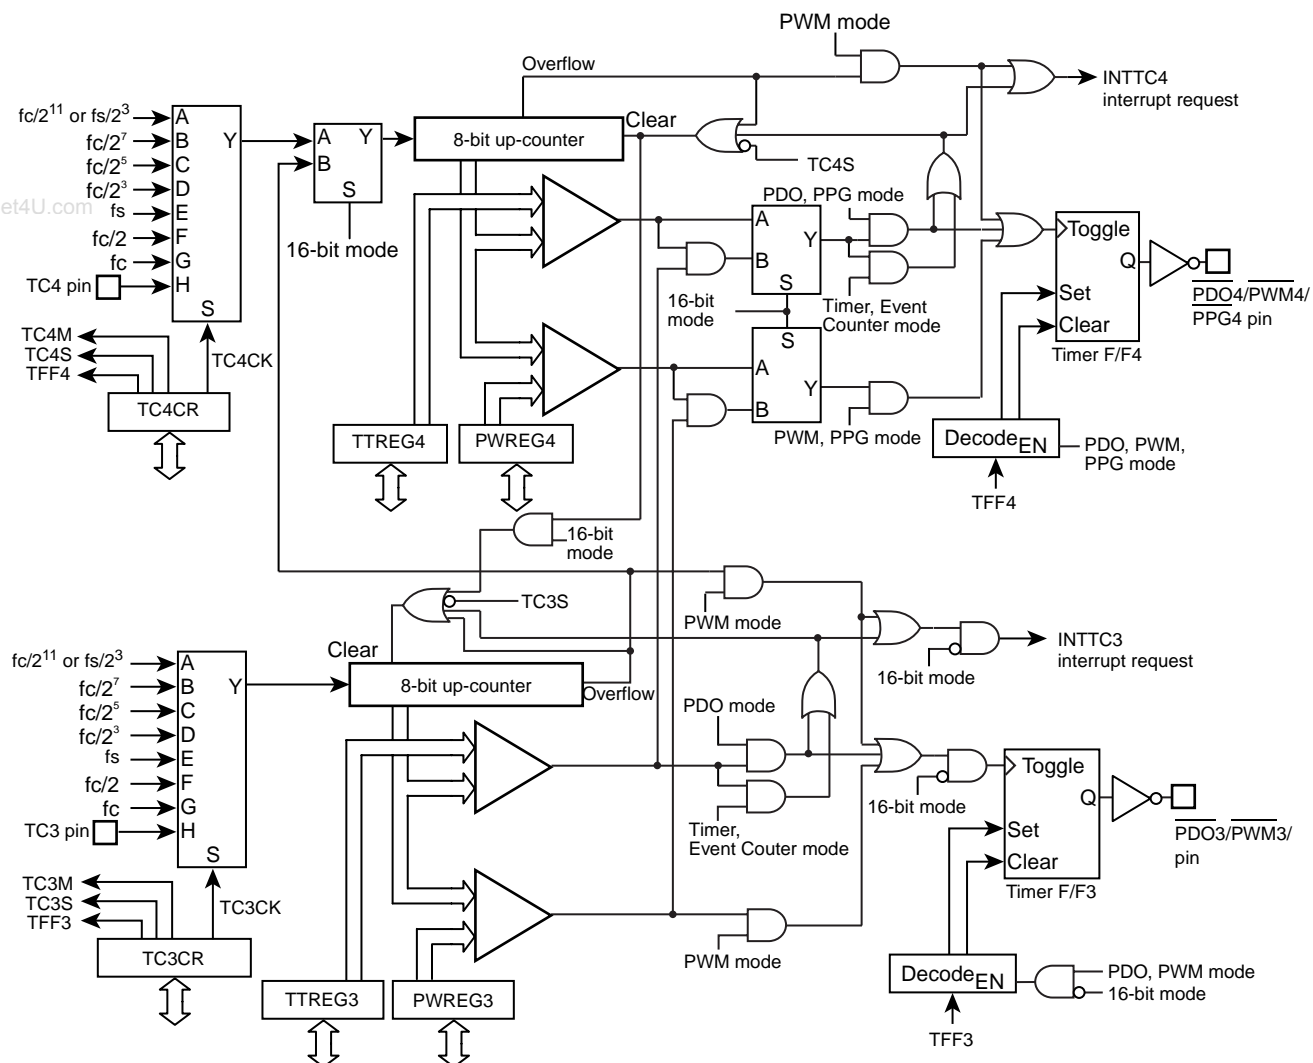 PWM mode
Overflow
INTTC4
interrupt request
fc/2¹¹ or fs/2³
fc/2⁷
fc/2⁵
fc/2³
fs
fc/2
fc
TC4 pin
A
B
C
D
E
F
G
H
Y
S
A
B
Y
S
16-bit mode
8-bit up-counter
Clear
TC4S
et4U.com
PDO, PPG mode
A
B
Y
S
16-bit
mode
Timer, Event
Counter mode
S
A
B
Y
PWM, PPG mode
Toggle
Q
Set
Clear
Timer F/F4
PDO4/PWM4/
PPG4 pin
TC4M
TC4S
TFF4
TC4CK
TC4CR
TTREG4
PWREG4
Decode EN
PDO, PWM,
PPG mode
TFF4
16-bit
mode
TC3S
PWM mode
INTTC3
interrupt request
16-bit mode
Clear
8-bit up-counter
Overflow
fc/2¹¹ or fs/2³
fc/2⁷
fc/2⁵
fc/2³
fs
fc/2
fc
TC3 pin
A
B
C
D
E
F
G
H
Y
S
PDO mode
Timer,
Event Couter mode
16-bit mode
Toggle
Q
Set
Clear
Timer F/F3
PDO3/PWM3/
pin
TC3M
TC3S
TFF3
TC3CK
TC3CR
TTREG3
PWREG3
PWM mode
Decode EN
PDO, PWM mode
16-bit mode
TFF3